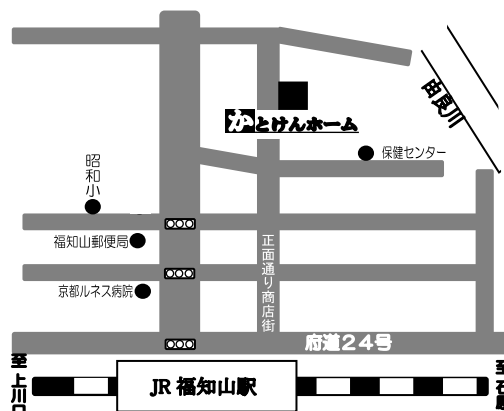 由良川
かとけんホーム
保健センター
昭和小
福知山郵便局
正面通り商店街
京都ルネス病院
府道24号
至上川口
JR 福知山駅
至石原